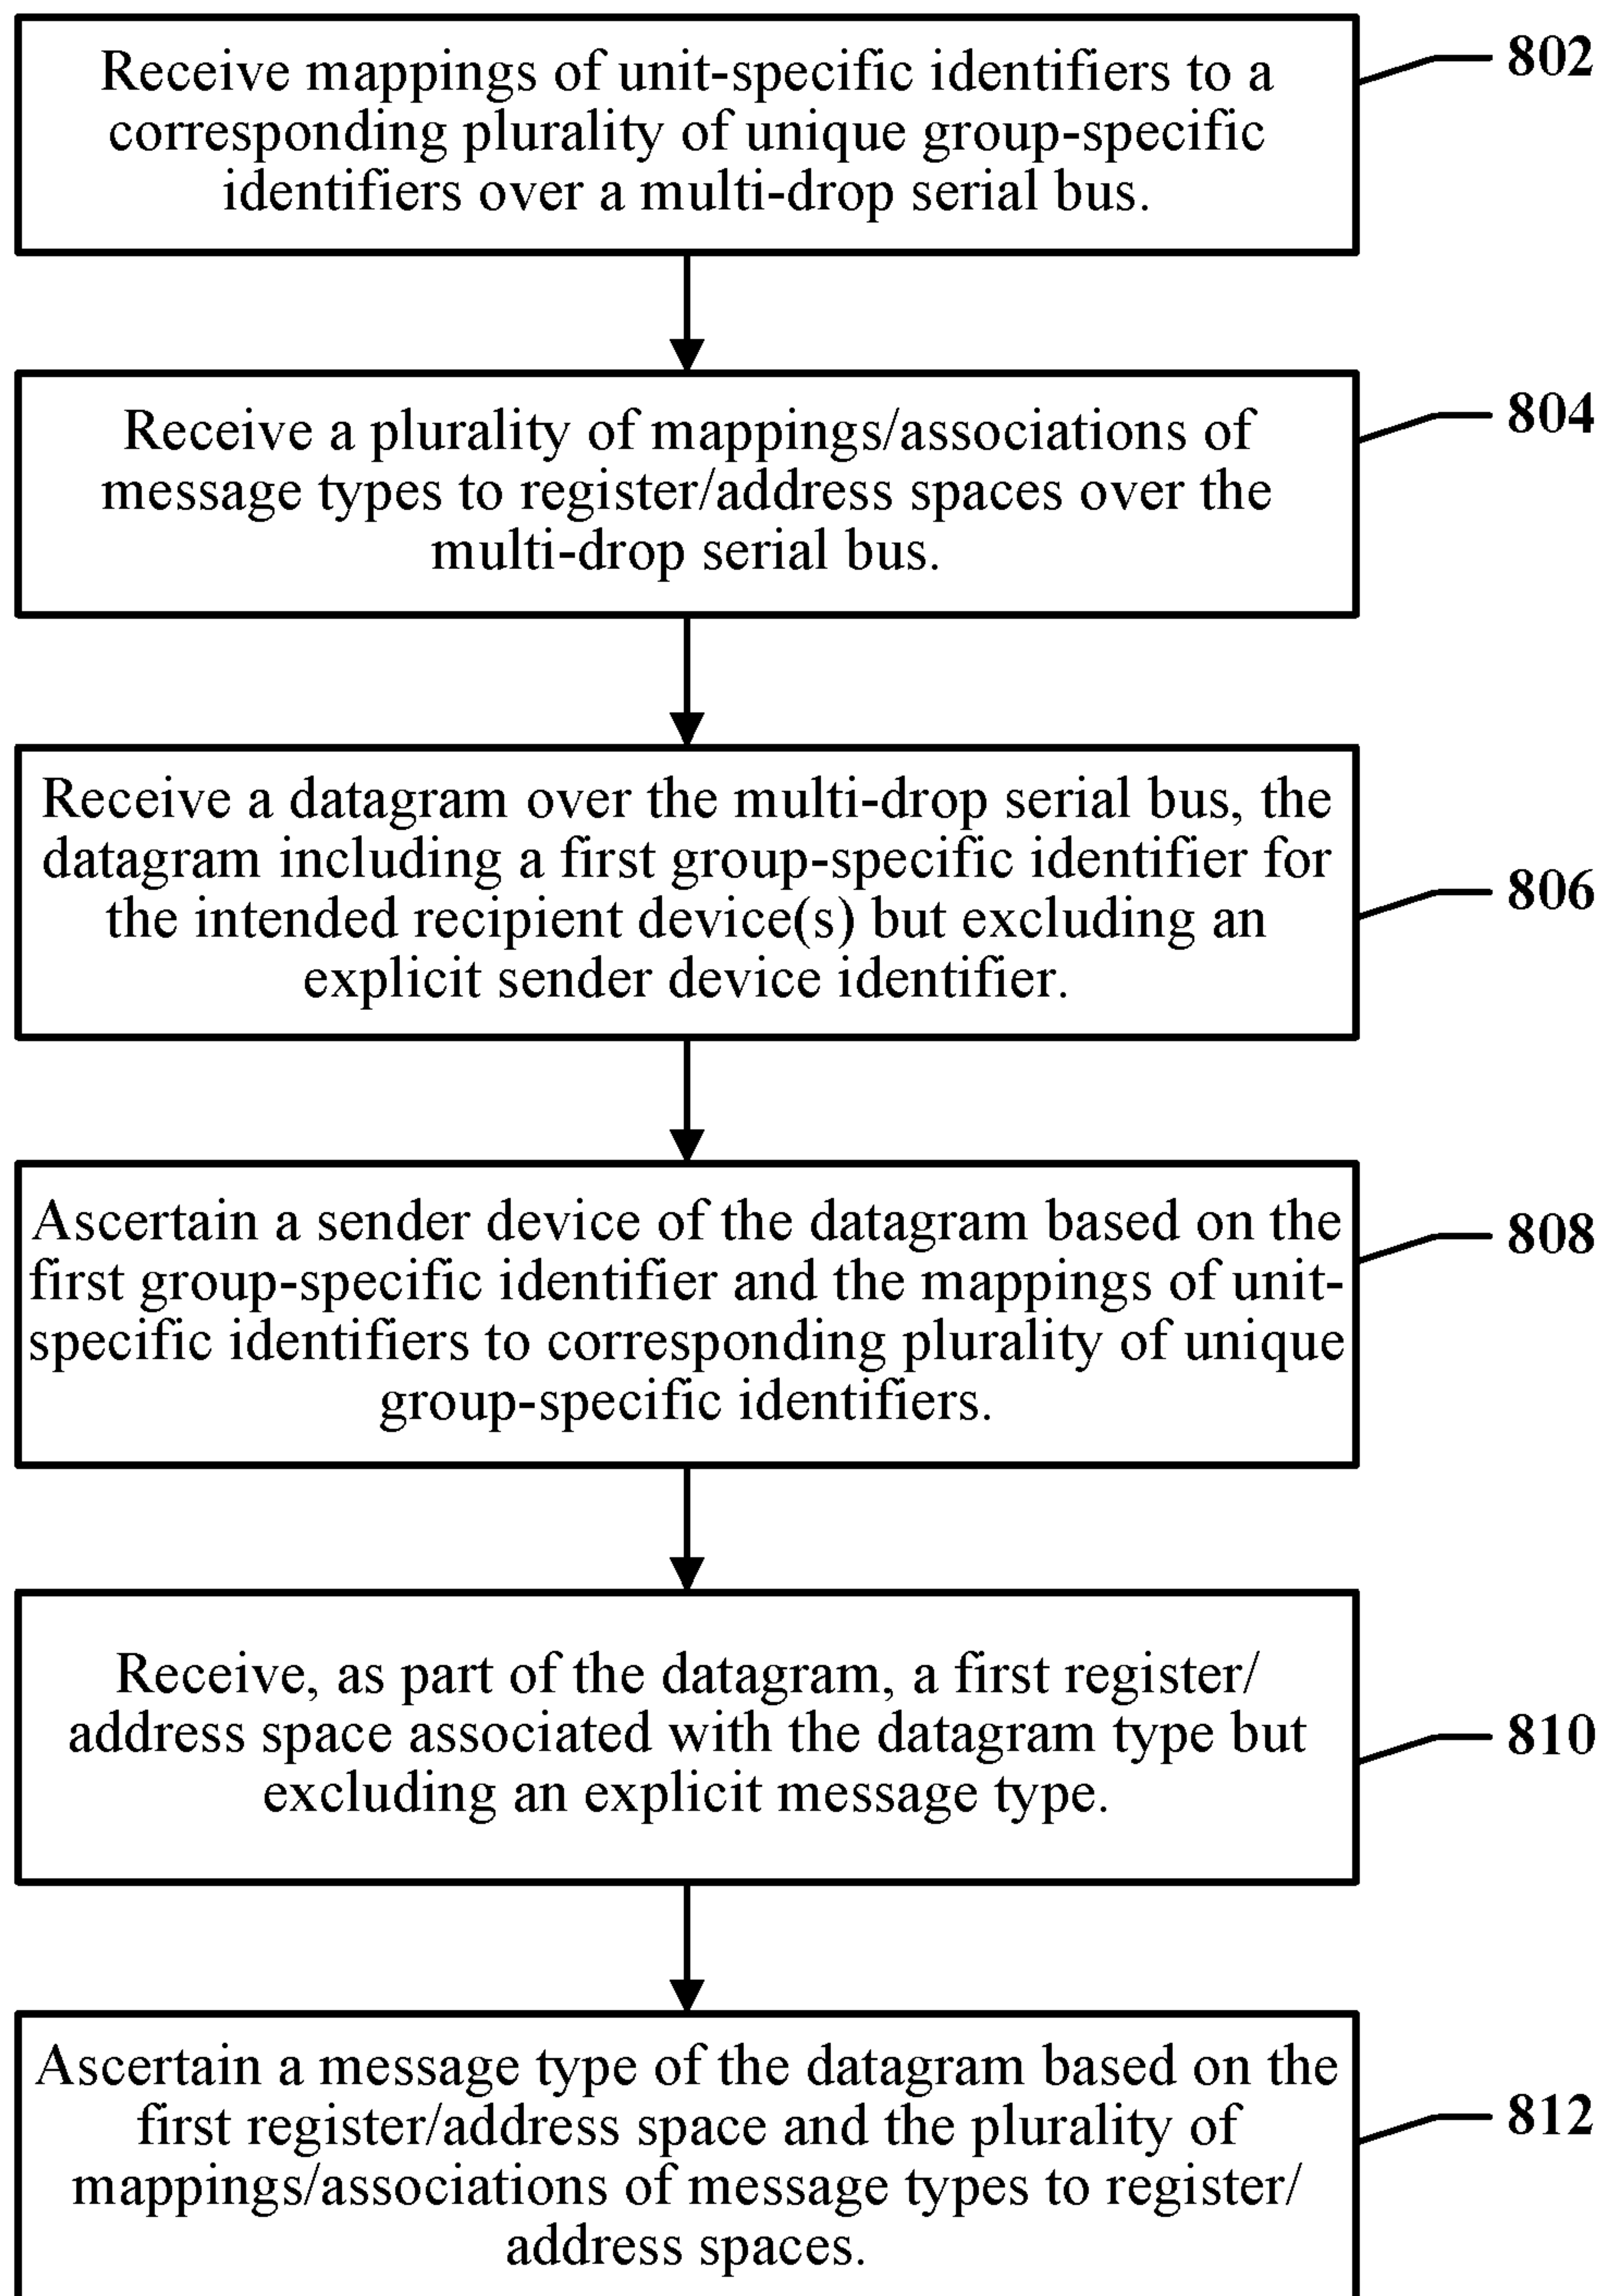 Receive mappings of unit-specific identifiers to a
corresponding plurality of unique group-specific
identifiers over a multi-drop serial bus.
802
Receive a plurality of mappings/associations of
message types to register/address spaces over the
multi-drop serial bus.
804
Receive a datagram over the multi-drop serial bus, the
datagram including a first group-specific identifier for
the intended recipient device(s) but excluding an
explicit sender device identifier.
806
Ascertain a sender device of the datagram based on the
first group-specific identifier and the mappings of unit-
specific identifiers to corresponding plurality of unique
group-specific identifiers.
808
Receive, as part of the datagram, a first register/
address space associated with the datagram type but
excluding an explicit message type.
810
Ascertain a message type of the datagram based on the
first register/address space and the plurality of
mappings/associations of message types to register/
address spaces.
812